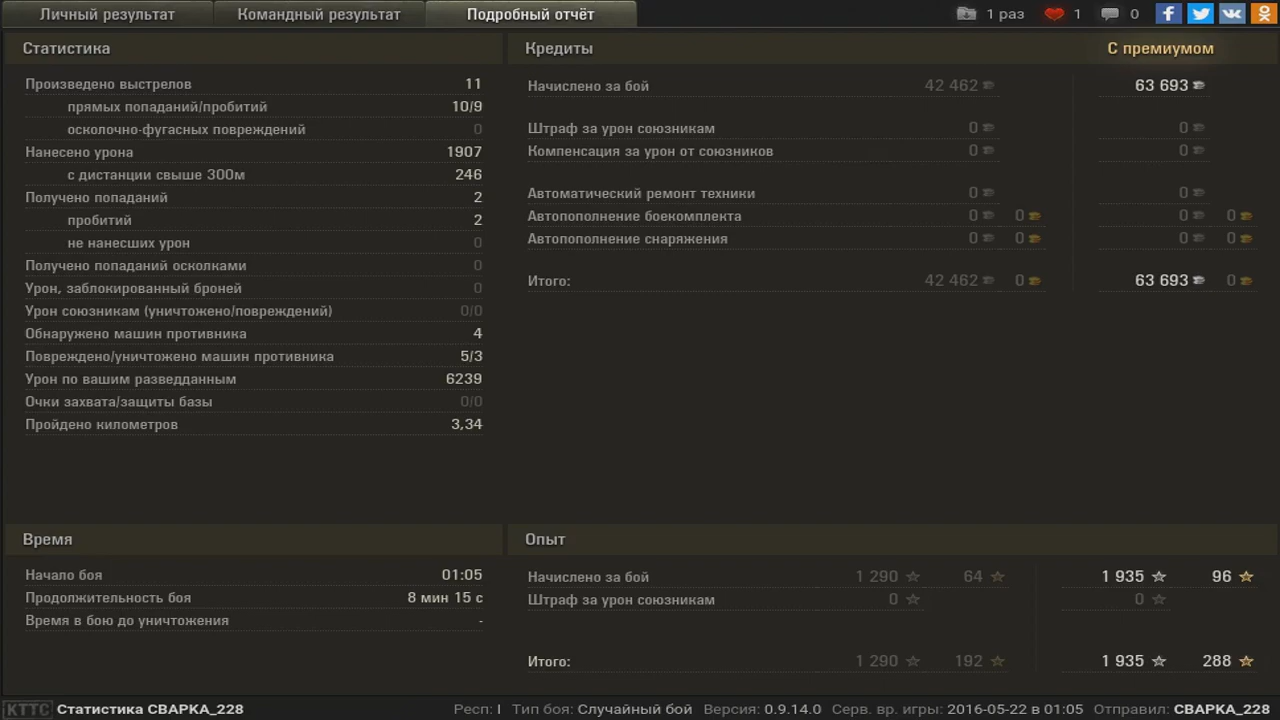 Личный результат Командный результат Подробный отчёт 1 раз 1 0
Статистика
Произведено выстрелов 11
прямых попаданий/пробитий 10/9
осколочно-фугасных повреждений 0
Нанесено урона 1907
с дистанции свыше 300м 246
Получено попаданий 2
пробитий 2
не нанесших урон 0
Получено попаданий осколками 0
Урон, заблокированный броней 0
Урон союзникам (уничтожено/повреждений) 0/0
Обнаружено машин противника 4
Повреждено/уничтожено машин противника 5/3
Урон по вашим разведданным 6239
Очки захвата/защиты базы 0/0
Пройдено километров 3,34
Кредиты С премиумом
Начислено за бой 42 462 63 693
Штраф за урон союзникам 0 0
Компенсация за урон от союзников 0 0
Автоматический ремонт техники 0 0
Автопополнение боекомплекта 0 0 0 0
Автопополнение снаряжения 0 0 0 0
Итого: 42 462 0 63 693 0
Время
Начало боя 01:05
Продолжительность боя 8 мин 15 с
Время в бою до уничтожения -
Опыт
Начислено за бой 1 290 64 1 935 96
Штраф за урон союзникам 0 0
Итого: 1 290 192 1 935 288
КТТС Статистика СВАРКА_228 Респ: I Тип боя: Случайный бой Версия: 0.9.14.0 Серв. вр. игры: 2016-05-22 в 01:05 Отправил: СВАРКА_228